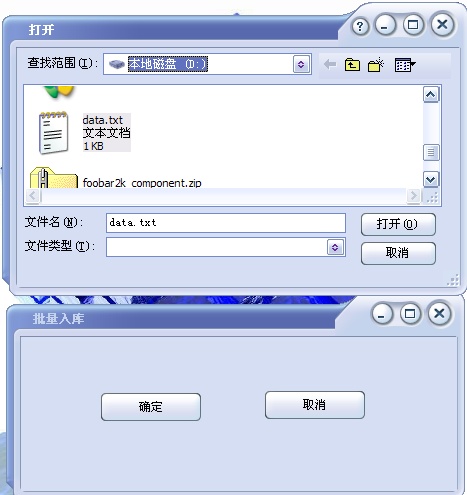 打开
查找范围(I):
本地磁盘 (D:)
data.txt
文本文档
1 KB
foobar2k_component.zip
文件名(N):
data.txt
打开(O)
文件类型(T):
取消
批量入库
确定
取消